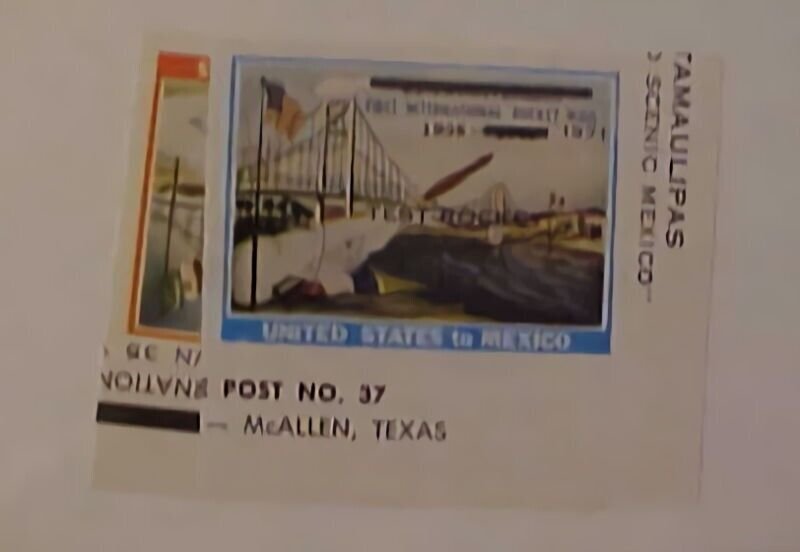 FIRST INTERNATIONAL ROCKET MAIL
1936 - 1971
TEST ROCKET
UNITED STATES to MEXICO
POST NO. 37
— McALLEN, TEXAS
TAMAULIPAS
SCENIC MEXICO"